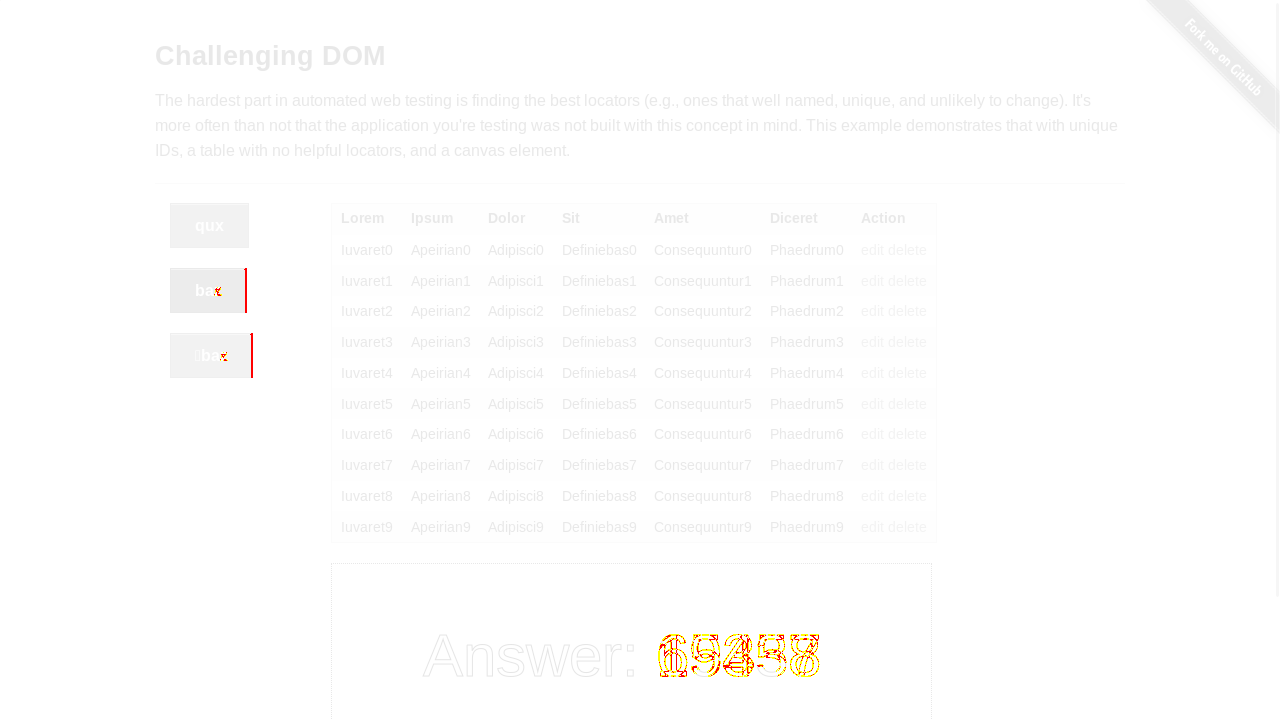 Fork me on GitHub
Challenging DOM
The hardest part in automated web testing is finding the best locators (e.g., ones that well named, unique, and unlikely to change). It's
more often than not that the application you're testing was not built with this concept in mind. This example demonstrates that with unique
IDs, a table with no helpful locators, and a canvas element.
qux
Lorem Ipsum Dolor Sit Amet Diceret Action
Iuvaret0 Apeirian0 Adipisci0 Definiebas0 Consequuntur0 Phaedrum0 edit delete
Iuvaret1 Apeirian1 Adipisci1 Definiebas1 Consequuntur1 Phaedrum1 edit delete
Iuvaret2 Apeirian2 Adipisci2 Definiebas2 Consequuntur2 Phaedrum2 edit delete
Iuvaret3 Apeirian3 Adipisci3 Definiebas3 Consequuntur3 Phaedrum3 edit delete
Iuvaret4 Apeirian4 Adipisci4 Definiebas4 Consequuntur4 Phaedrum4 edit delete
Iuvaret5 Apeirian5 Adipisci5 Definiebas5 Consequuntur5 Phaedrum5 edit delete
Iuvaret6 Apeirian6 Adipisci6 Definiebas6 Consequuntur6 Phaedrum6 edit delete
Iuvaret7 Apeirian7 Adipisci7 Definiebas7 Consequuntur7 Phaedrum7 edit delete
Iuvaret8 Apeirian8 Adipisci8 Definiebas8 Consequuntur8 Phaedrum8 edit delete
Iuvaret9 Apeirian9 Adipisci9 Definiebas9 Consequuntur9 Phaedrum9 edit delete
Answer: